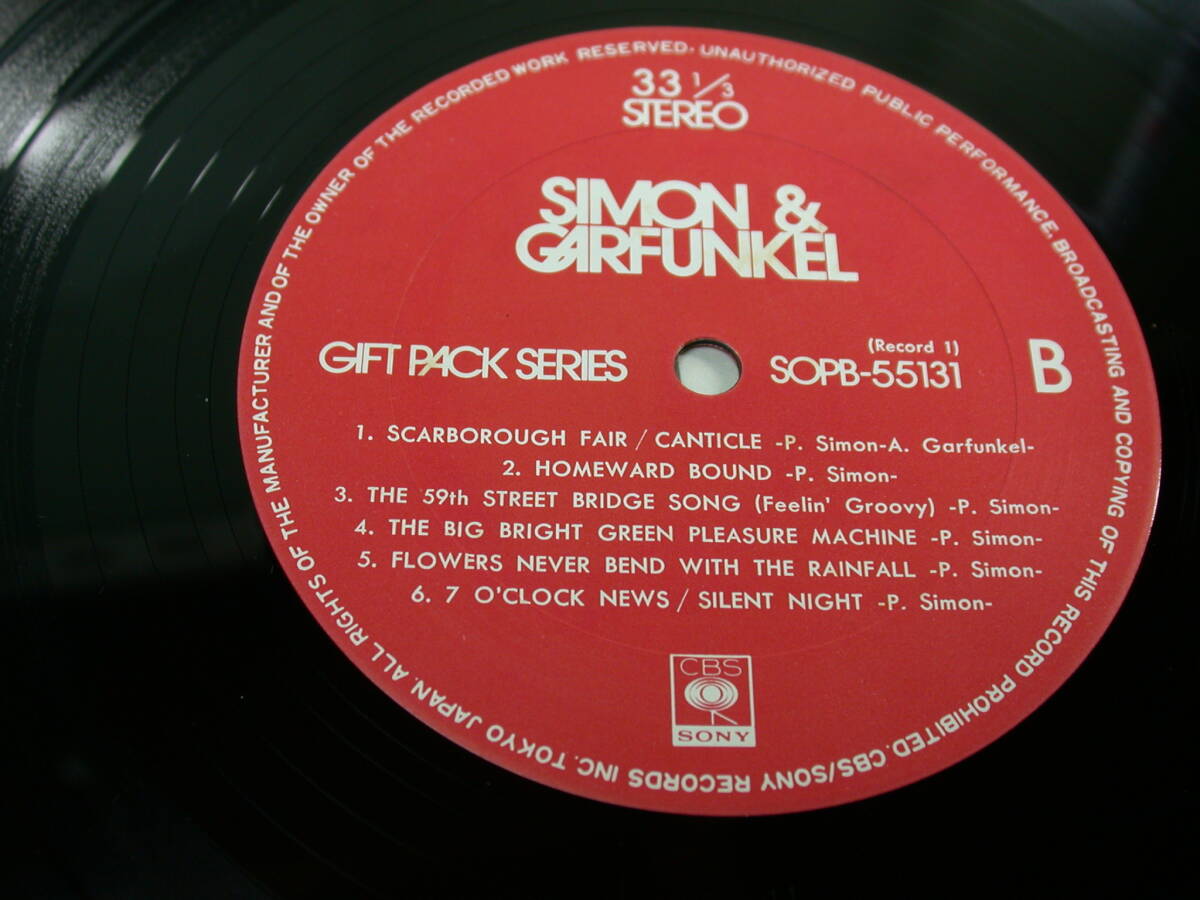 33 1/3
STEREO
SIMON &
GARFUNKEL
GIFT PACK SERIES
(Record 1)
SOPB-55131
B
1. SCARBOROUGH FAIR / CANTICLE -P. Simon-A. Garfunkel-
2. HOMEWARD BOUND -P. Simon-
3. THE 59th STREET BRIDGE SONG (Feelin' Groovy) -P. Simon-
4. THE BIG BRIGHT GREEN PLEASURE MACHINE -P. Simon-
5. FLOWERS NEVER BEND WITH THE RAINFALL -P. Simon-
6. 7 O'CLOCK NEWS / SILENT NIGHT -P. Simon-
CBS
SONY
ALL RIGHTS OF THE MANUFACTURER AND OF THE OWNER OF THE RECORDED WORK RESERVED. UNAUTHORIZED PUBLIC PERFORMANCE, BROADCASTING AND COPYING OF THIS RECORD PROHIBITED. CBS/SONY RECORDS INC. TOKYO JAPAN.